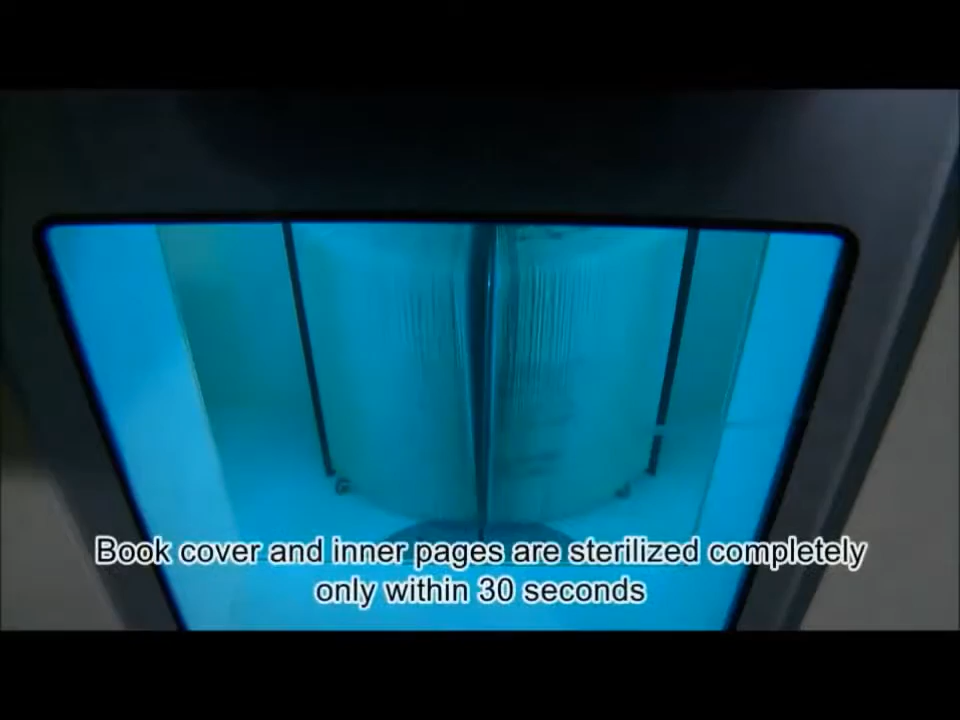 Book cover and inner pages are sterilized completely
only within 30 seconds